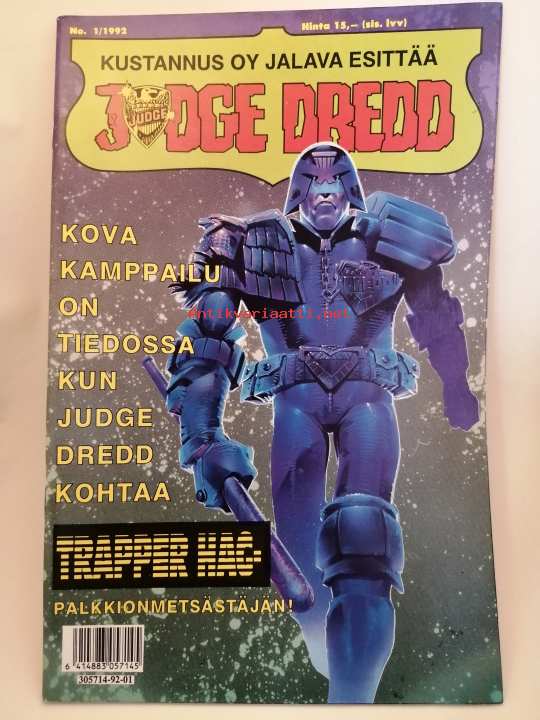 No. 1/1992
Hinta 15,– (sis. lvv)
KUSTANNUS OY JALAVA ESITTÄÄ
JUDGE DREDD
JUDGE
KOVA
KAMPPAILU
ON
TIEDOSSA
KUN
JUDGE
DREDD
KOHTAA
TRAPPER HAG-
PALKKIONMETSÄSTÄJÄN!
antikvariaatti.net
6 414883 057145
305714-92-01